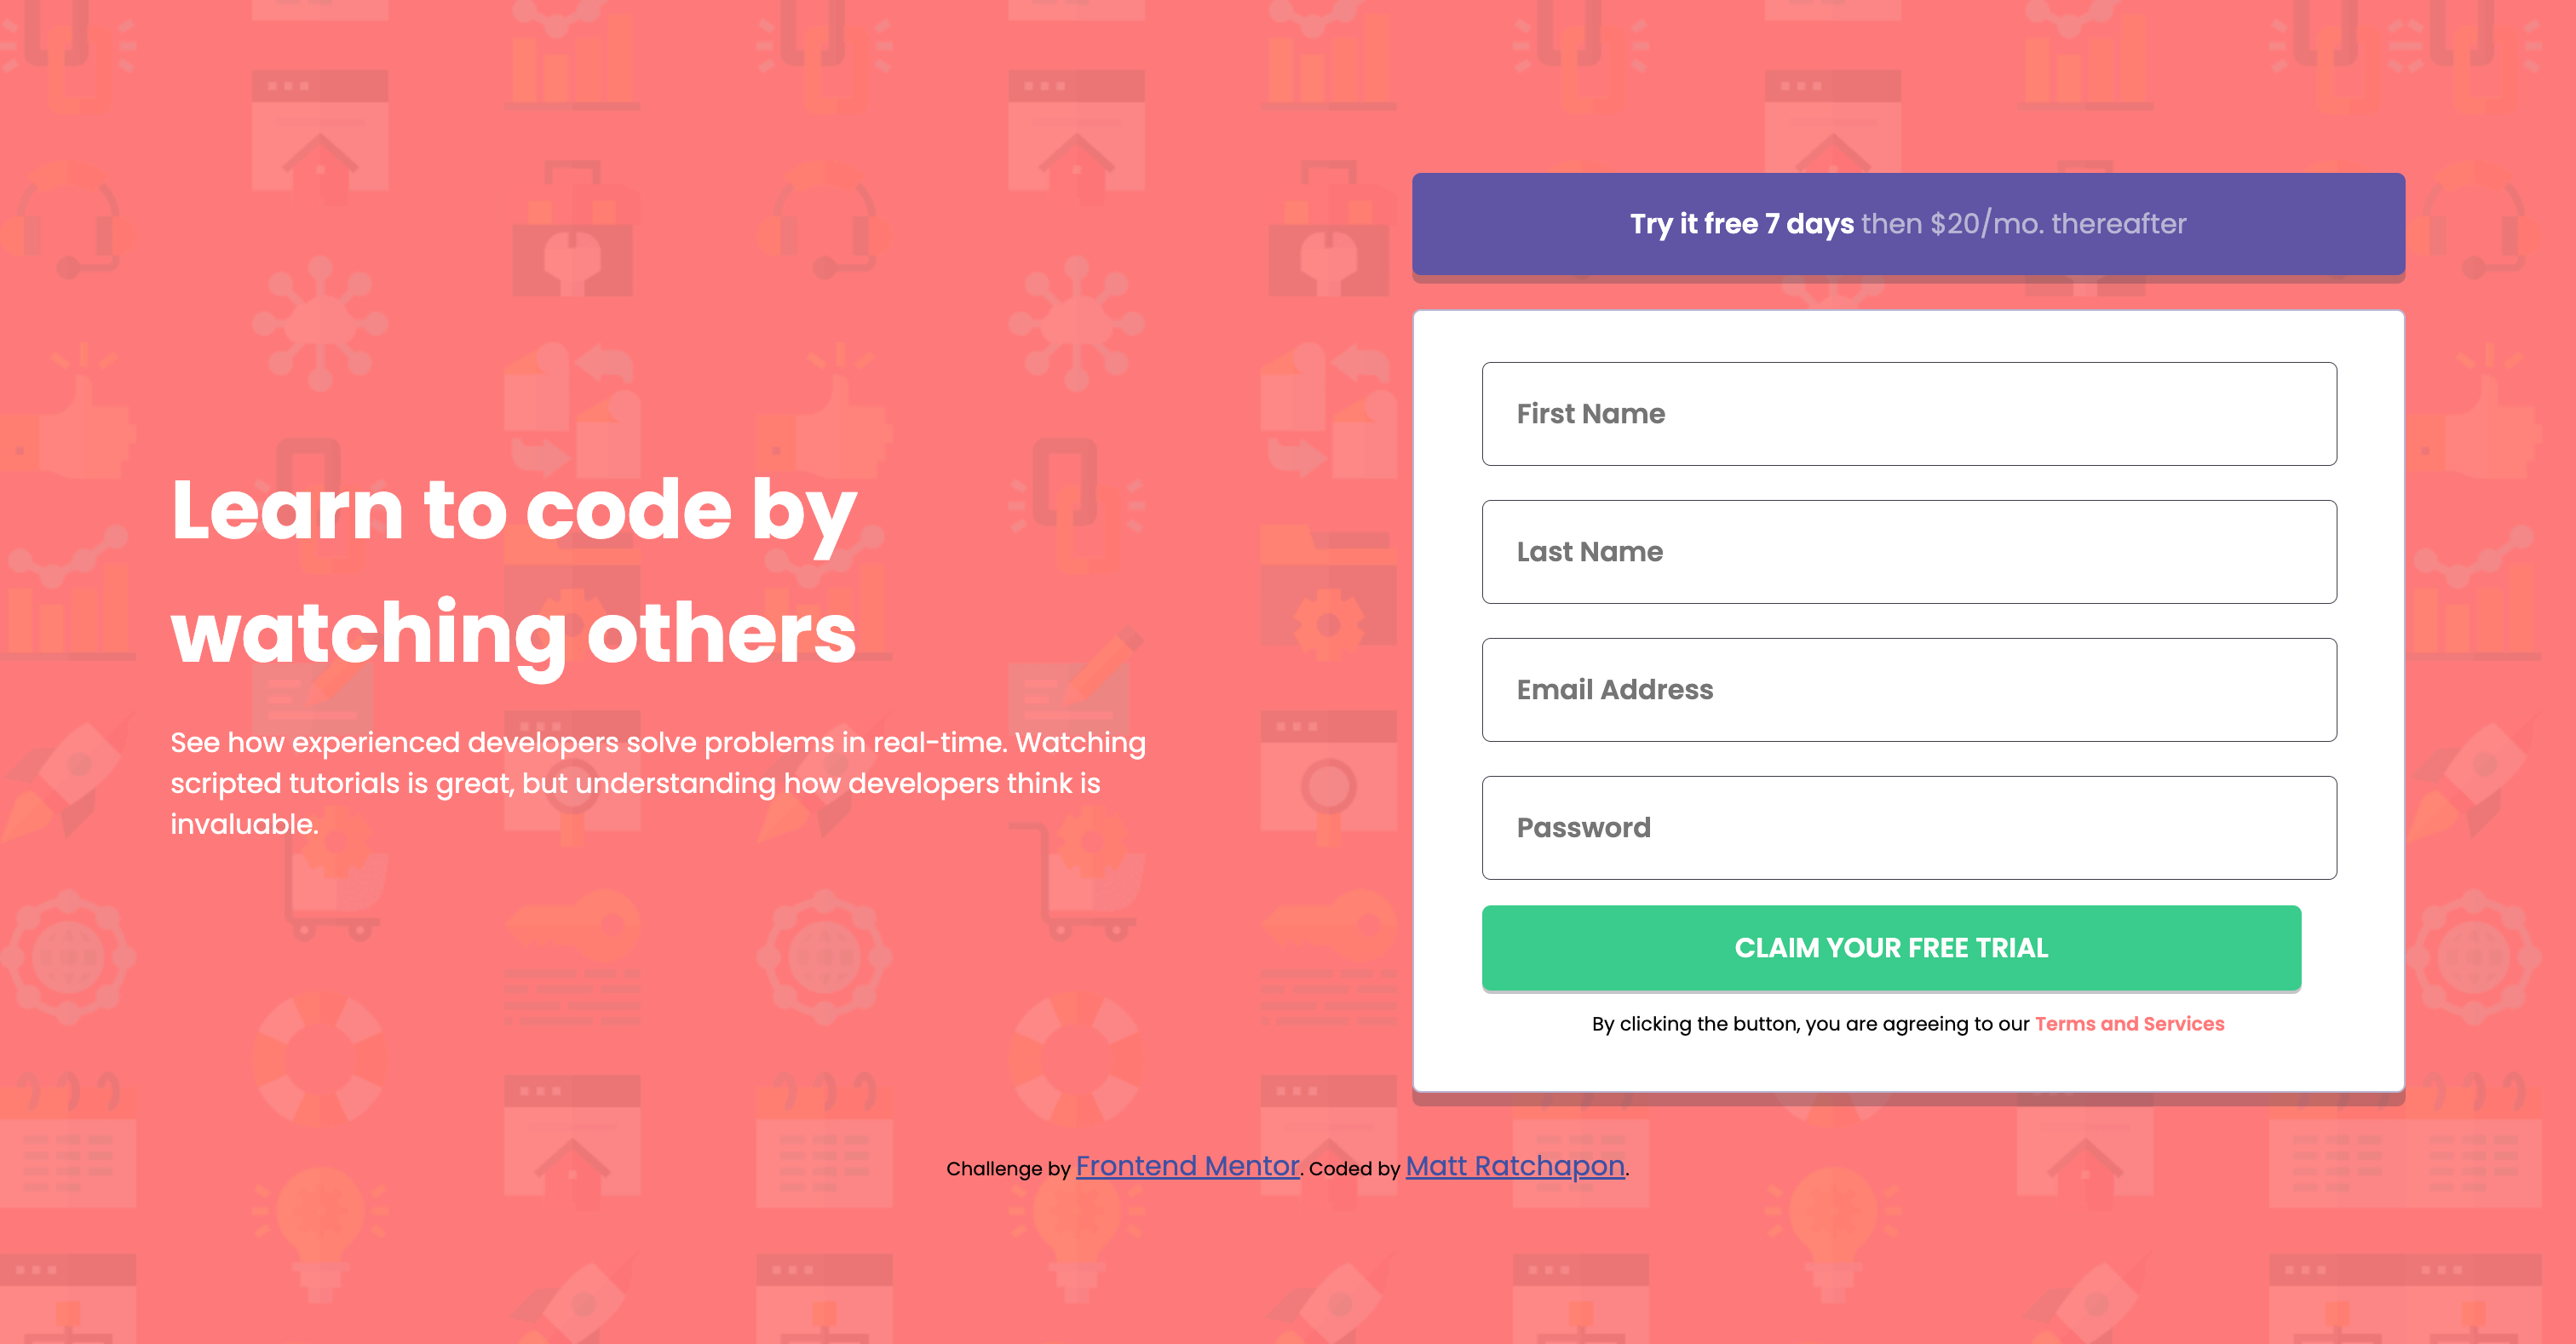 Learn to code by
watching others
See how experienced developers solve problems in real-time. Watching
scripted tutorials is great, but understanding how developers think is
invaluable.
Try it free 7 days then $20/mo. thereafter
First Name
Last Name
Email Address
Password
CLAIM YOUR FREE TRIAL
By clicking the button, you are agreeing to our Terms and Services
Challenge by Frontend Mentor. Coded by Matt Ratchapon.